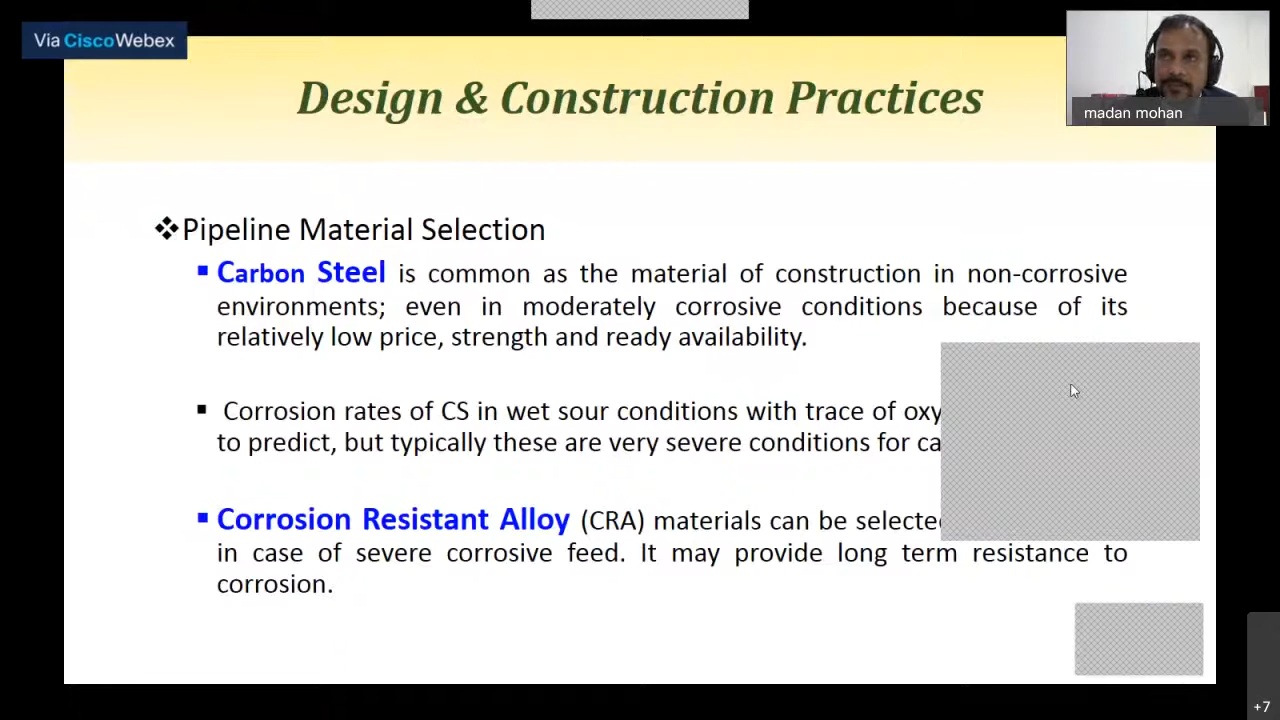 Via Cisco Webex
Design & Construction Practices
madan mohan
❖Pipeline Material Selection
▪ Carbon Steel is common as the material of construction in non-corrosive
environments; even in moderately corrosive conditions because of its
relatively low price, strength and ready availability.
▪ Corrosion rates of CS in wet sour conditions with trace of
to predict, but typically these are very severe conditions for
▪ Corrosion Resistant Alloy (CRA) materials can be
in case of severe corrosive feed. It may provide long term resistance to
corrosion.
+7